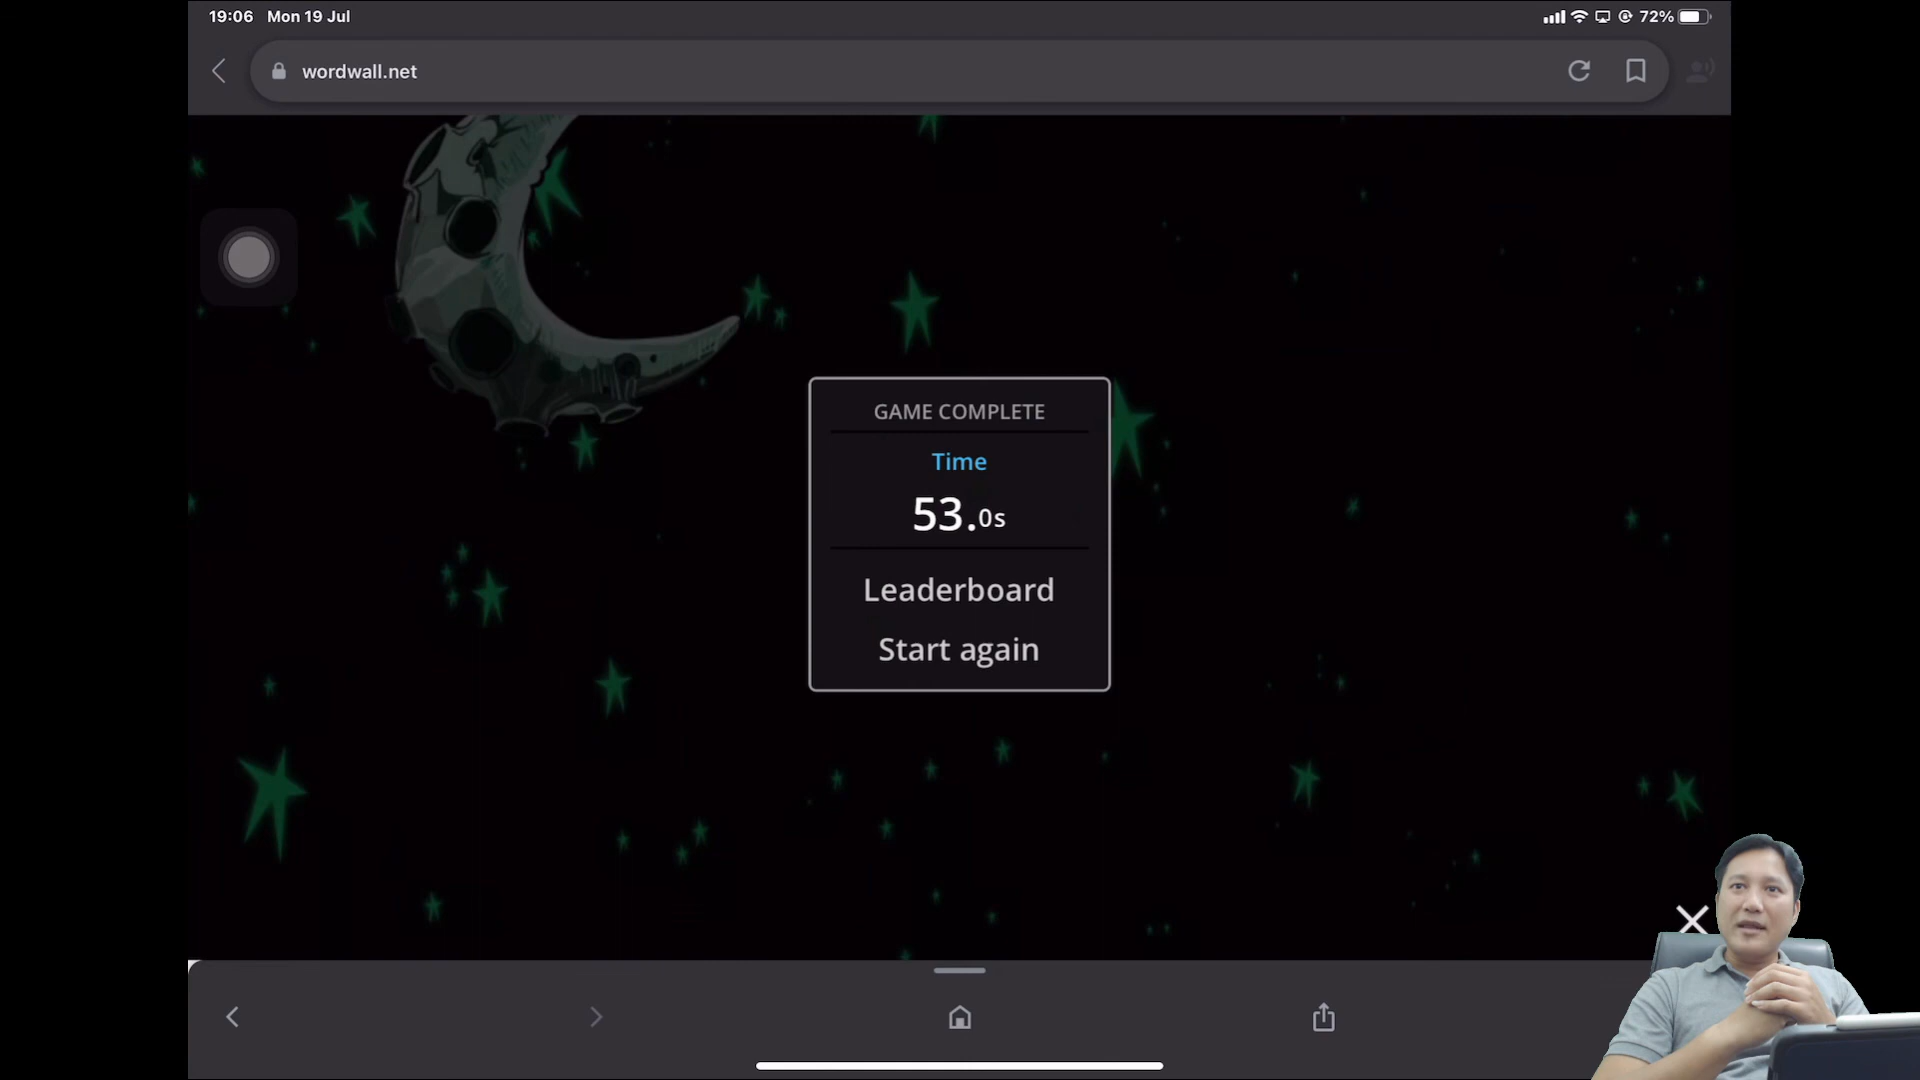 19:06 Mon 19 Jul
72%
wordwall.net
GAME COMPLETE
Time
53.0s
Leaderboard
Start again